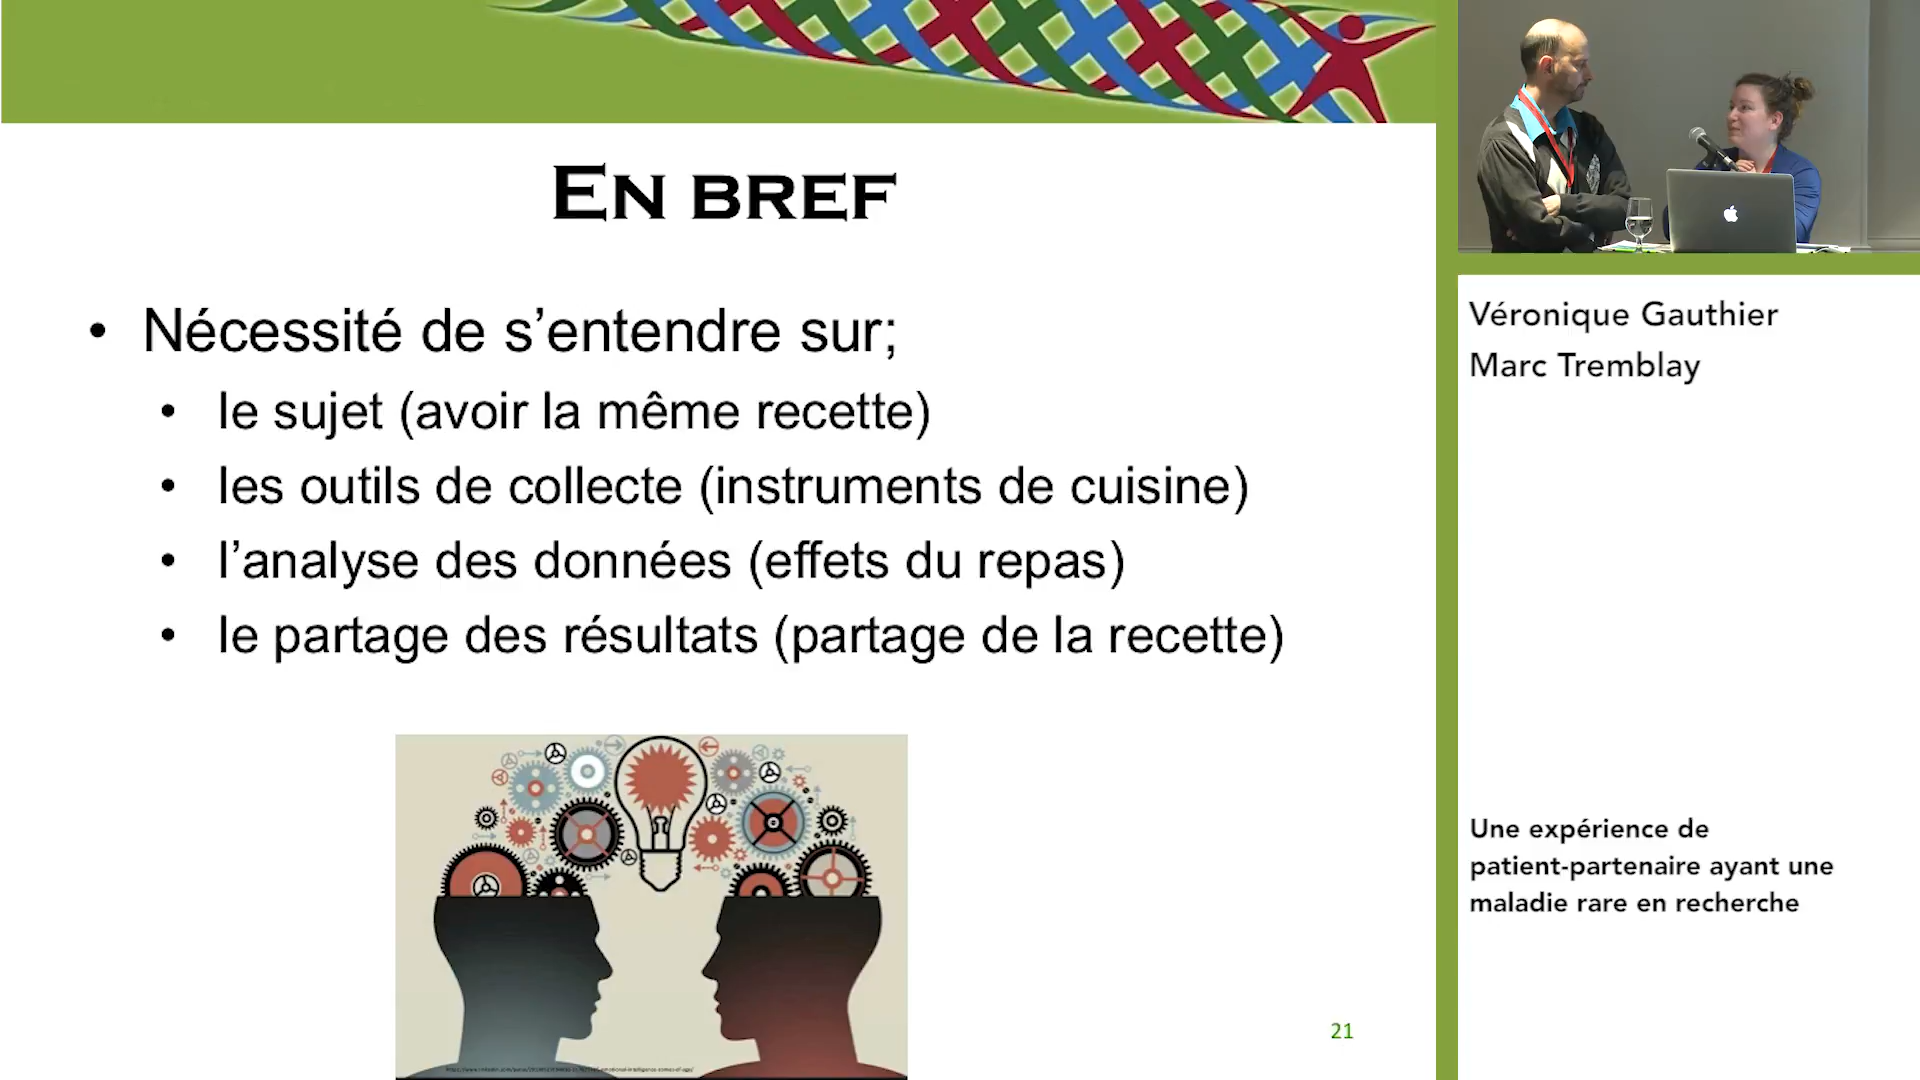 En bref
• Nécessité de s’entendre sur;
• le sujet (avoir la même recette)
• les outils de collecte (instruments de cuisine)
• l’analyse des données (effets du repas)
• le partage des résultats (partage de la recette)
21
Véronique Gauthier
Marc Tremblay
Une expérience de
patient-partenaire ayant une
maladie rare en recherche